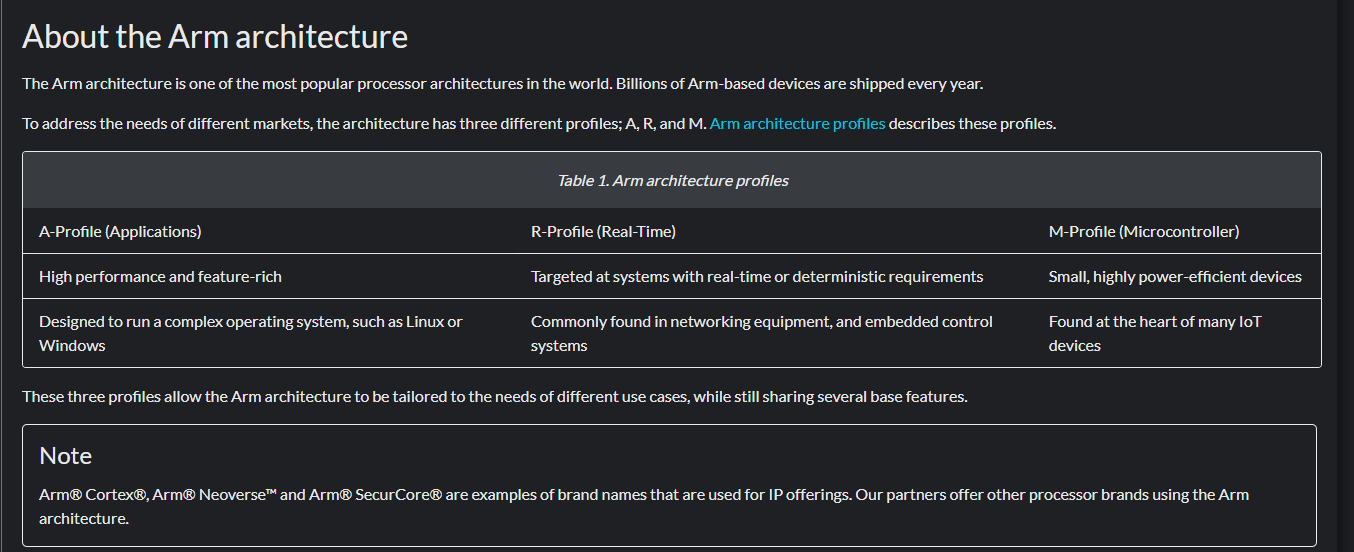 About the Arm architecture
The Arm architecture is one of the most popular processor architectures in the world. Billions of Arm-based devices are shipped every year.
To address the needs of different markets, the architecture has three different profiles; A, R, and M. Arm architecture profiles describes these profiles.
Table 1. Arm architecture profiles
A-Profile (Applications) R-Profile (Real-Time) M-Profile (Microcontroller)
High performance and feature-rich Targeted at systems with real-time or deterministic requirements Small, highly power-efficient devices
Designed to run a complex operating system, such as Linux or
Windows
Commonly found in networking equipment, and embedded control
systems
Found at the heart of many IoT
devices
These three profiles allow the Arm architecture to be tailored to the needs of different use cases, while still sharing several base features.
Note
Arm® Cortex®, Arm® Neoverse™ and Arm® SecurCore® are examples of brand names that are used for IP offerings. Our partners offer other processor brands using the Arm
architecture.